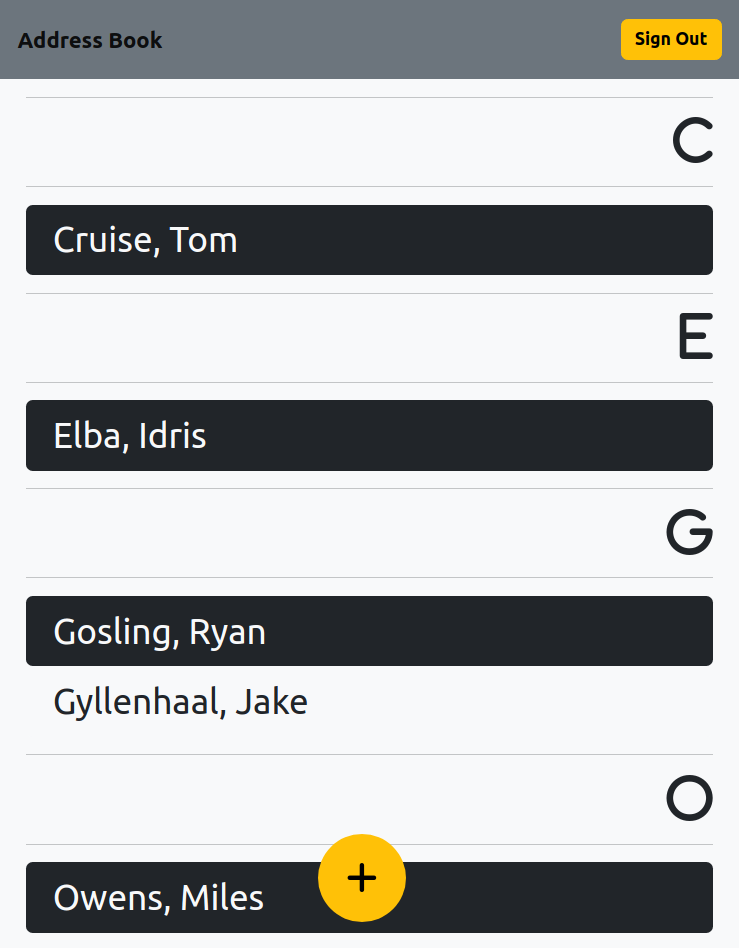 Address Book
Sign Out
C
Cruise, Tom
E
Elba, Idris
G
Gosling, Ryan
Gyllenhaal, Jake
O
Owens, Miles
+